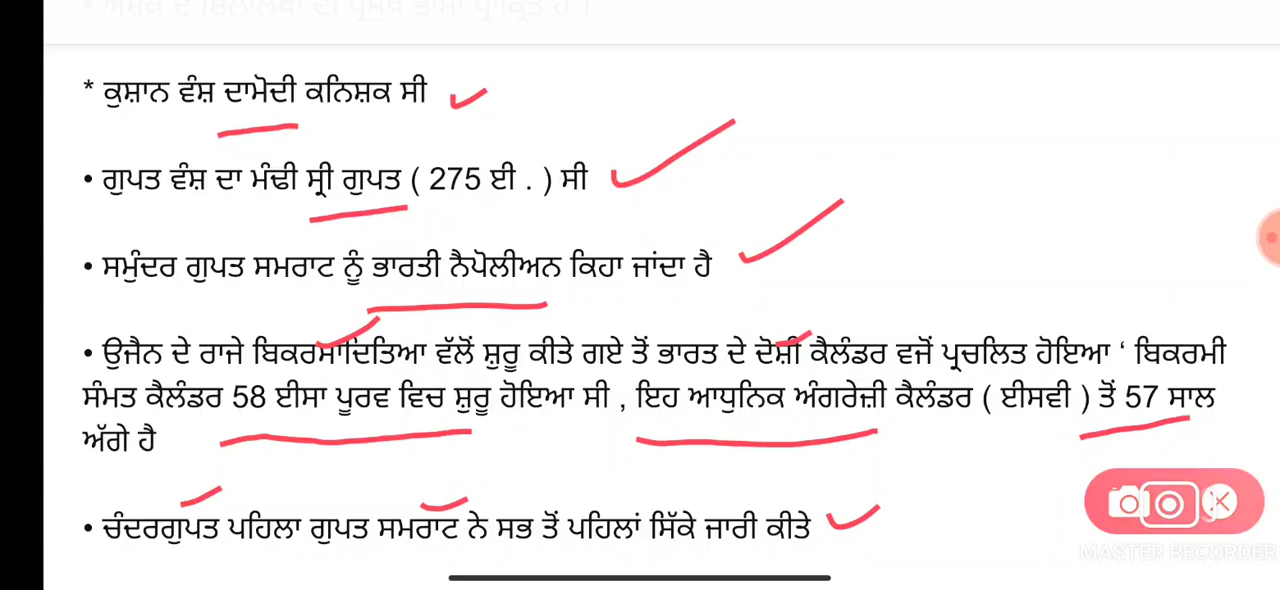 * ਕੁਸ਼ਾਨ ਵੰਸ਼ ਦਾਮੋਦੀ ਕਨਿਸ਼ਕ ਸੀ
• ਗੁਪਤ ਵੰਸ਼ ਦਾ ਮੰਢੀ ਸ੍ਰੀ ਗੁਪਤ ( 275 ਈ . ) ਸੀ
• ਸਮੁੰਦਰ ਗੁਪਤ ਸਮਰਾਟ ਨੂੰ ਭਾਰਤੀ ਨੈਪੋਲੀਅਨ ਕਿਹਾ ਜਾਂਦਾ ਹੈ
• ਉਜੈਨ ਦੇ ਰਾਜੇ ਬਿਕਰਮਾਦਿਤਿਆ ਵੱਲੋਂ ਸ਼ੁਰੂ ਕੀਤੇ ਗਏ ਤੋਂ ਭਾਰਤ ਦੇ ਦੋਸ਼ੀ ਕੈਲੰਡਰ ਵਜੋਂ ਪ੍ਰਚਲਿਤ ਹੋਇਆ ‘ ਬਿਕਰਮੀ
ਸੰਮਤ ਕੈਲੰਡਰ 58 ਈਸਾ ਪੂਰਵ ਵਿਚ ਸ਼ੁਰੂ ਹੋਇਆ ਸੀ , ਇਹ ਆਧੁਨਿਕ ਅੰਗਰੇਜ਼ੀ ਕੈਲੰਡਰ ( ਈਸਵੀ ) ਤੋਂ 57 ਸਾਲ
ਅੱਗੇ ਹੈ
• ਚੰਦਰਗੁਪਤ ਪਹਿਲਾ ਗੁਪਤ ਸਮਰਾਟ ਨੇ ਸਭ ਤੋਂ ਪਹਿਲਾਂ ਸਿੱਕੇ ਜਾਰੀ ਕੀਤੇ
MASTER RECORDER